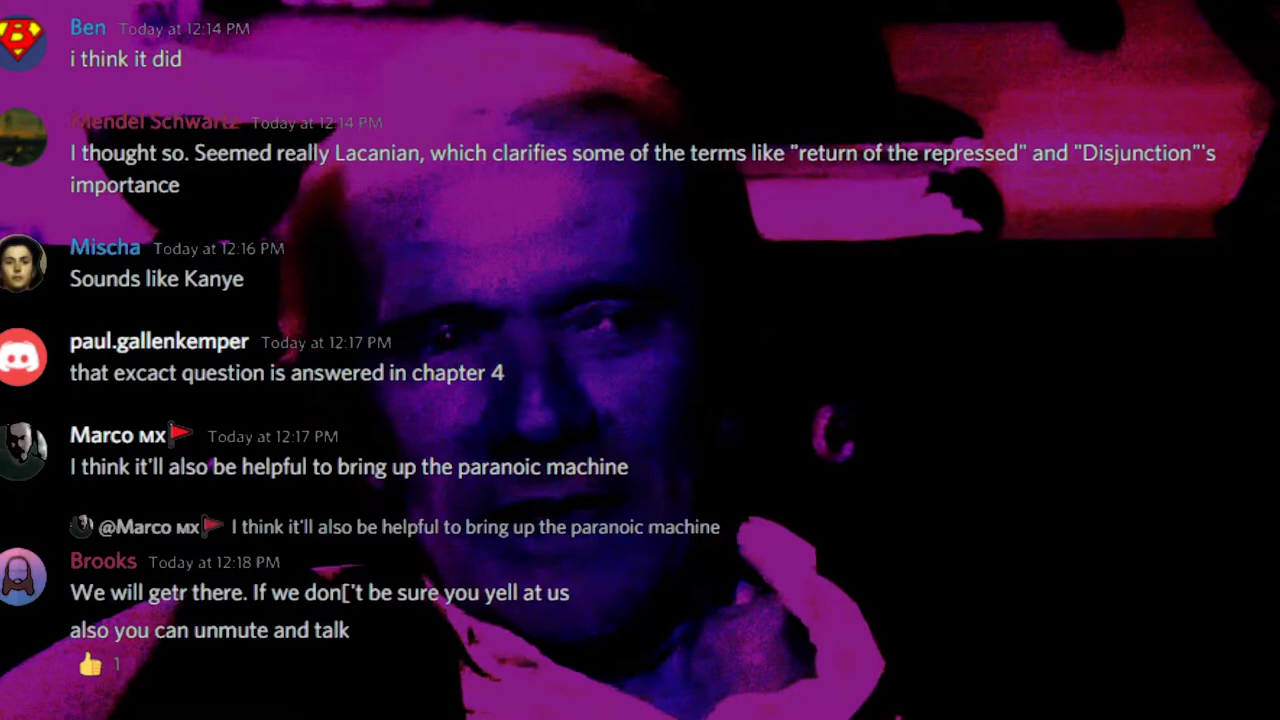 Ben Today at 12:14 PM
i think it did
Mendel Schwartz Today at 12:14 PM
I thought so. Seemed really Lacanian, which clarifies some of the terms like "return of the repressed" and "Disjunction"'s
importance
Mischa Today at 12:16 PM
Sounds like Kanye
paul.gallenkemper Today at 12:17 PM
that excact question is answered in chapter 4
Marco MX🚩 Today at 12:17 PM
I think it'll also be helpful to bring up the paranoic machine
@Marco MX🚩 I think it'll also be helpful to bring up the paranoic machine
Brooks Today at 12:18 PM
We will getr there. If we don['t be sure you yell at us
also you can unmute and talk
👍 1